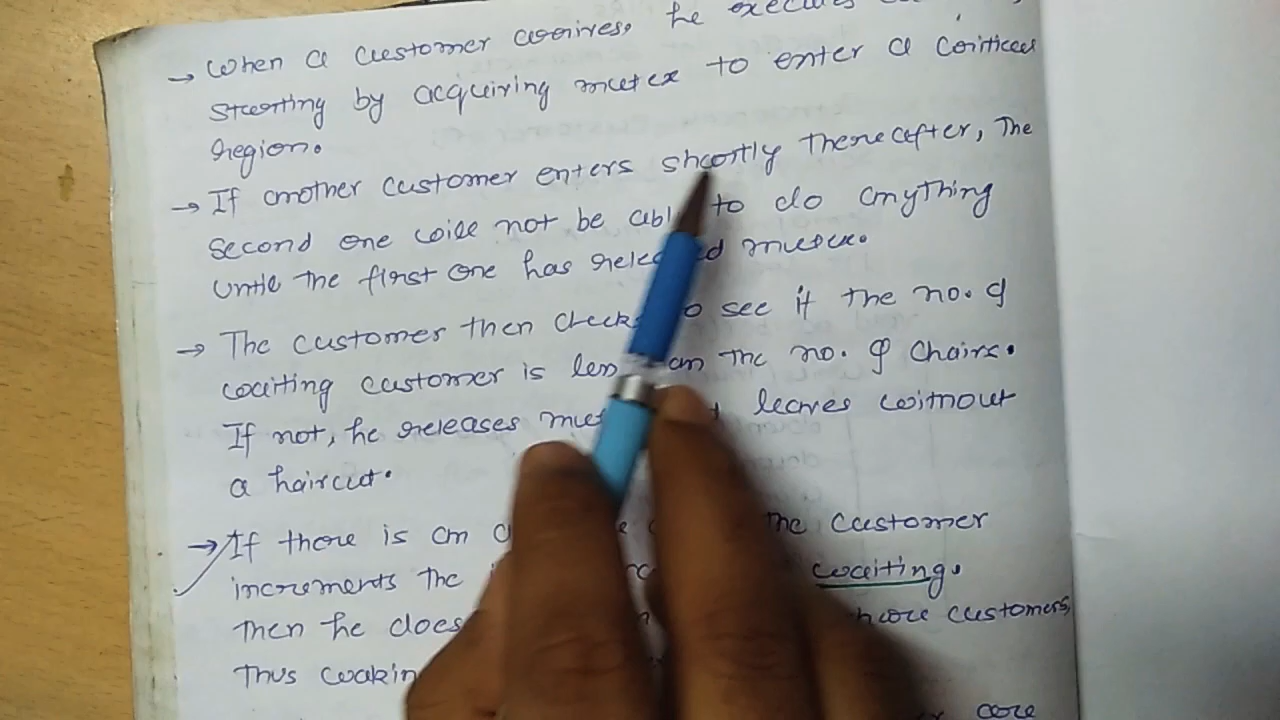 → When a customer arrives, he executes
starting by acquiring mutex to enter a critical
region.
→ If another customer enters shortly thereafter, the
second one will not be able to do anything
until the first one has released mutex.
→ The customer then checks to see if the no. of
waiting customer is less than the no. of chairs.
If not, he releases leaves without
a haircut.
→ If there is an the customer
increments the waiting.
Then he does customers,
Thus
are